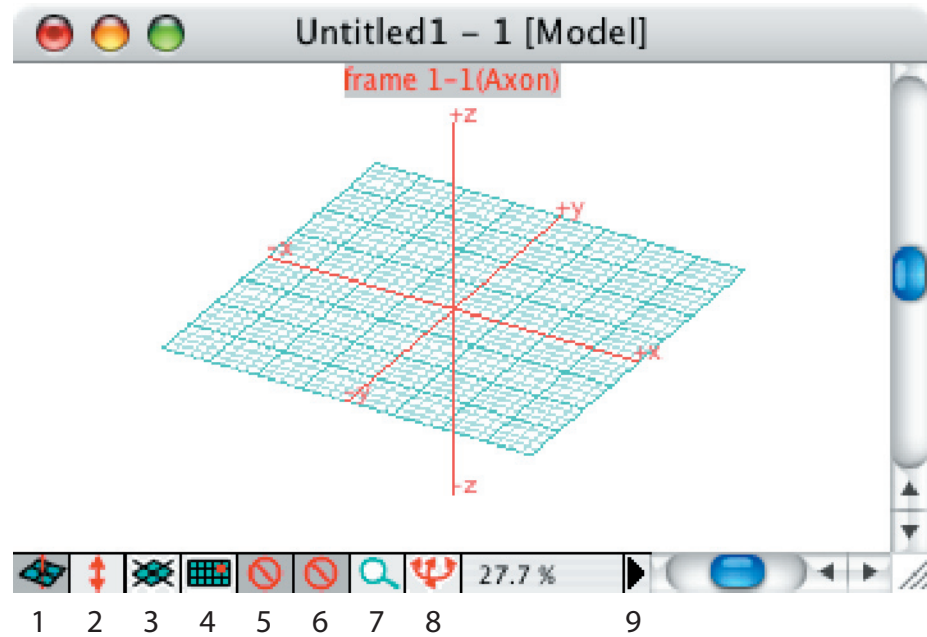 Untitled1 – 1 [Model]
frame 1-1(Axon)
+z
+y
-x
+x
-y
-z
27.7 %
1 2 3 4 5 6 7 8 9